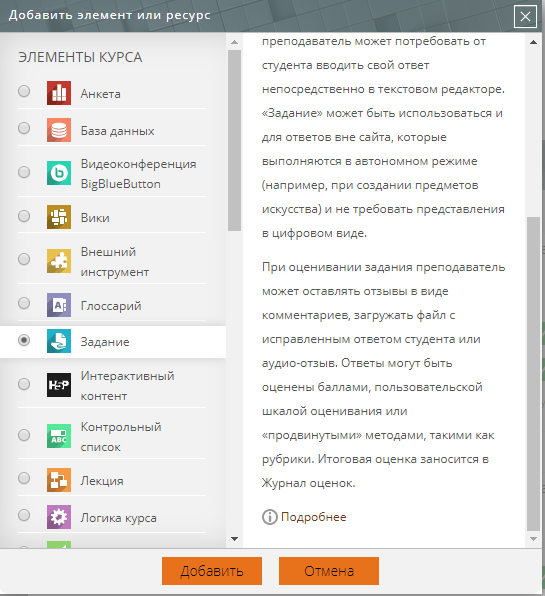 Добавить элемент или ресурс
ЭЛЕМЕНТЫ КУРСА
Анкета
База данных
Видеоконференция
BigBlueButton
Вики
Внешний
инструмент
Глоссарий
Задание
Интерактивный
контент
Контрольный
список
Лекция
Логика курса
преподаватель может потребовать от
студента вводить свой ответ
непосредственно в текстовом редакторе.
«Задание» может быть использоваться и
для ответов вне сайта, которые
выполняются в автономном режиме
(например, при создании предметов
искусства) и не требовать представления
в цифровом виде.
При оценивании задания преподаватель
может оставлять отзывы в виде
комментариев, загружать файл с
исправленным ответом студента или
аудио-отзыв. Ответы могут быть
оценены баллами, пользовательской
шкалой оценивания или
«продвинутыми» методами, такими как
рубрики. Итоговая оценка заносится в
Журнал оценок.
Подробнее
Добавить
Отмена